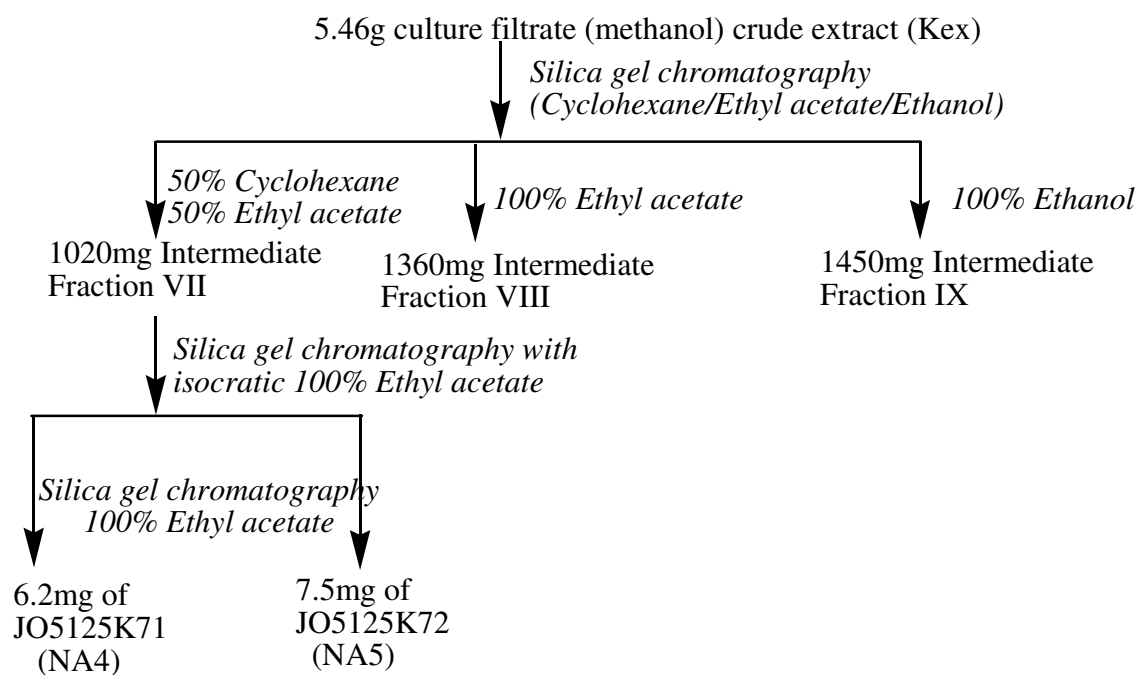 5.46g culture filtrate (methanol) crude extract (Kex)
Silica gel chromatography
(Cyclohexane/Ethyl acetate/Ethanol)
50% Cyclohexane
50% Ethyl acetate
100% Ethyl acetate
100% Ethanol
1020mg Intermediate
Fraction VII
1360mg Intermediate
Fraction VIII
1450mg Intermediate
Fraction IX
Silica gel chromatography with
isocratic 100% Ethyl acetate
Silica gel chromatography
100% Ethyl acetate
6.2mg of
JO5125K71
(NA4)
7.5mg of
JO5125K72
(NA5)